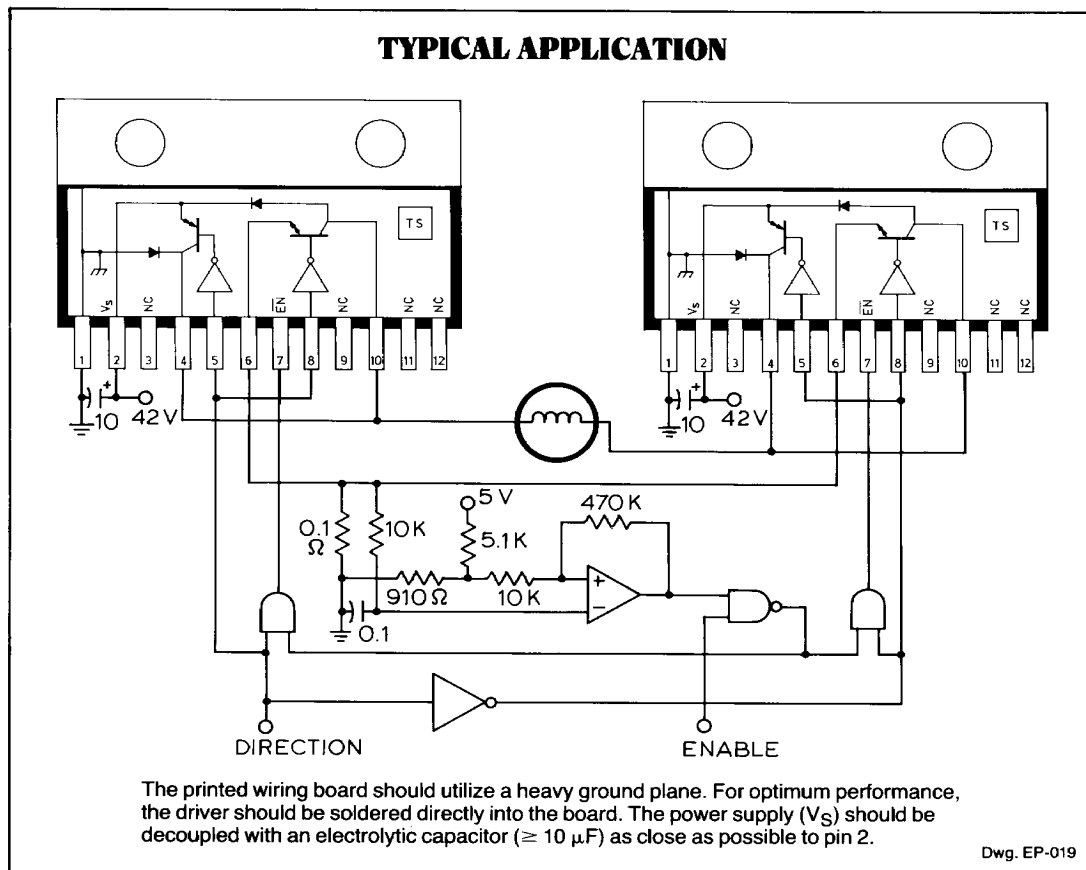 TYPICAL APPLICATION
TS
TS
Vs
NC
E̅N̅
NC
NC
NC
1
2
3
4
5
6
7
8
9
10
11
12
Vs
NC
E̅N̅
NC
NC
NC
1
2
3
4
5
6
7
8
9
10
11
12
+
10
42V
+
10
42V
5V
470K
0.1
Ω
10K
5.1K
910Ω
10K
+
−
0.1
DIRECTION
ENABLE
The printed wiring board should utilize a heavy ground plane. For optimum performance,
the driver should be soldered directly into the board. The power supply (VS) should be
decoupled with an electrolytic capacitor (≥ 10 μF) as close as possible to pin 2.
Dwg. EP-019